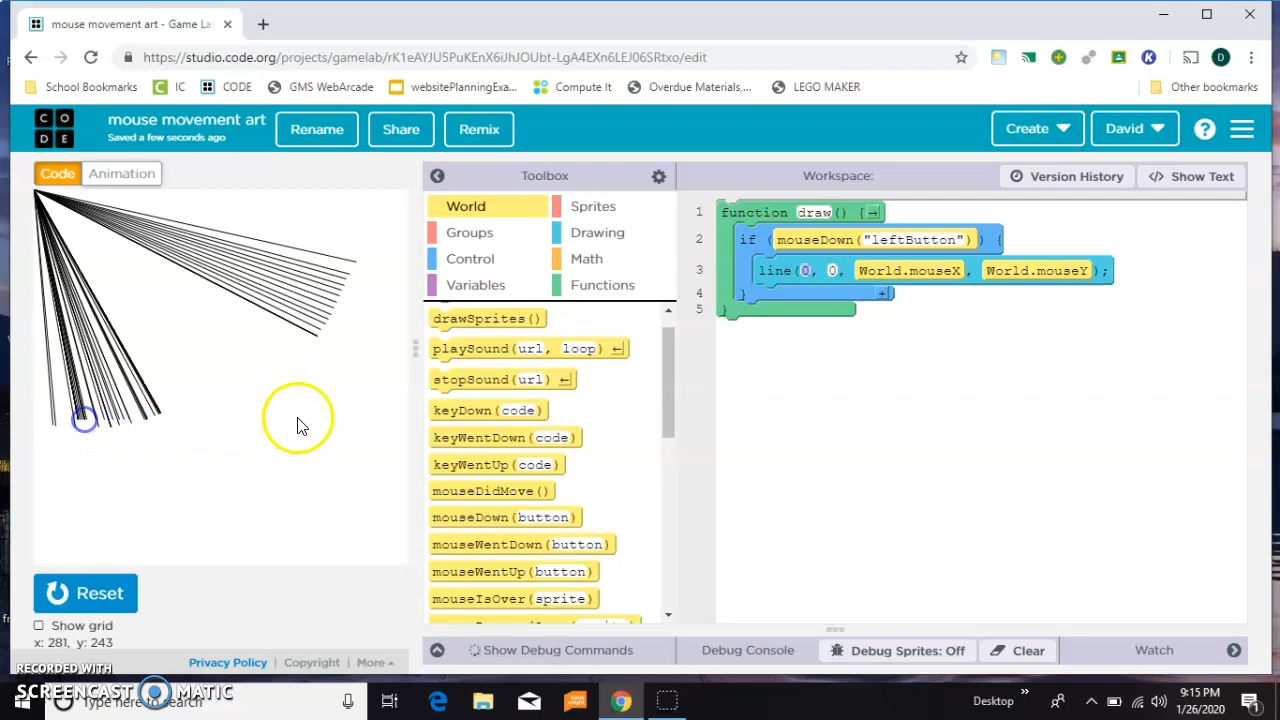 mouse movement art - Game La
https://studio.code.org/projects/gamelab/rK1eAYJU5PuKEnX6iJhJOUbt-LgA4EXn6LEJ06SRtxo/edit
School Bookmarks
IC
CODE
GMS WebArcade
websitePlanningExa...
Compute It
Overdue Materials,...
LEGO MAKER
Other bookmarks
CODE
mouse movement art
Saved a few seconds ago
Rename
Share
Remix
Create
David
?
Code
Animation
Toolbox
Workspace:
Version History
</> Show Text
World
Sprites
Groups
Drawing
Control
Math
Variables
Functions
drawSprites()
playSound(url, loop)
stopSound(url)
keyDown(code)
keyWentDown(code)
keyWentUp(code)
mouseDidMove()
mouseDown(button)
mouseWentDown(button)
mouseWentUp(button)
mouseIsOver(sprite)
1 function draw() {
2 if (mouseDown("leftButton")) {
3 line(0, 0, World.mouseX, World.mouseY);
4 }
5 }
Reset
Show grid
x: 281, y: 243
Privacy Policy
Copyright
More
Show Debug Commands
Debug Console
Debug Sprites: Off
Clear
Watch
RECORDED WITH
SCREENCAST MATIC
Type here to search
Desktop
9:15 PM
1/26/2020